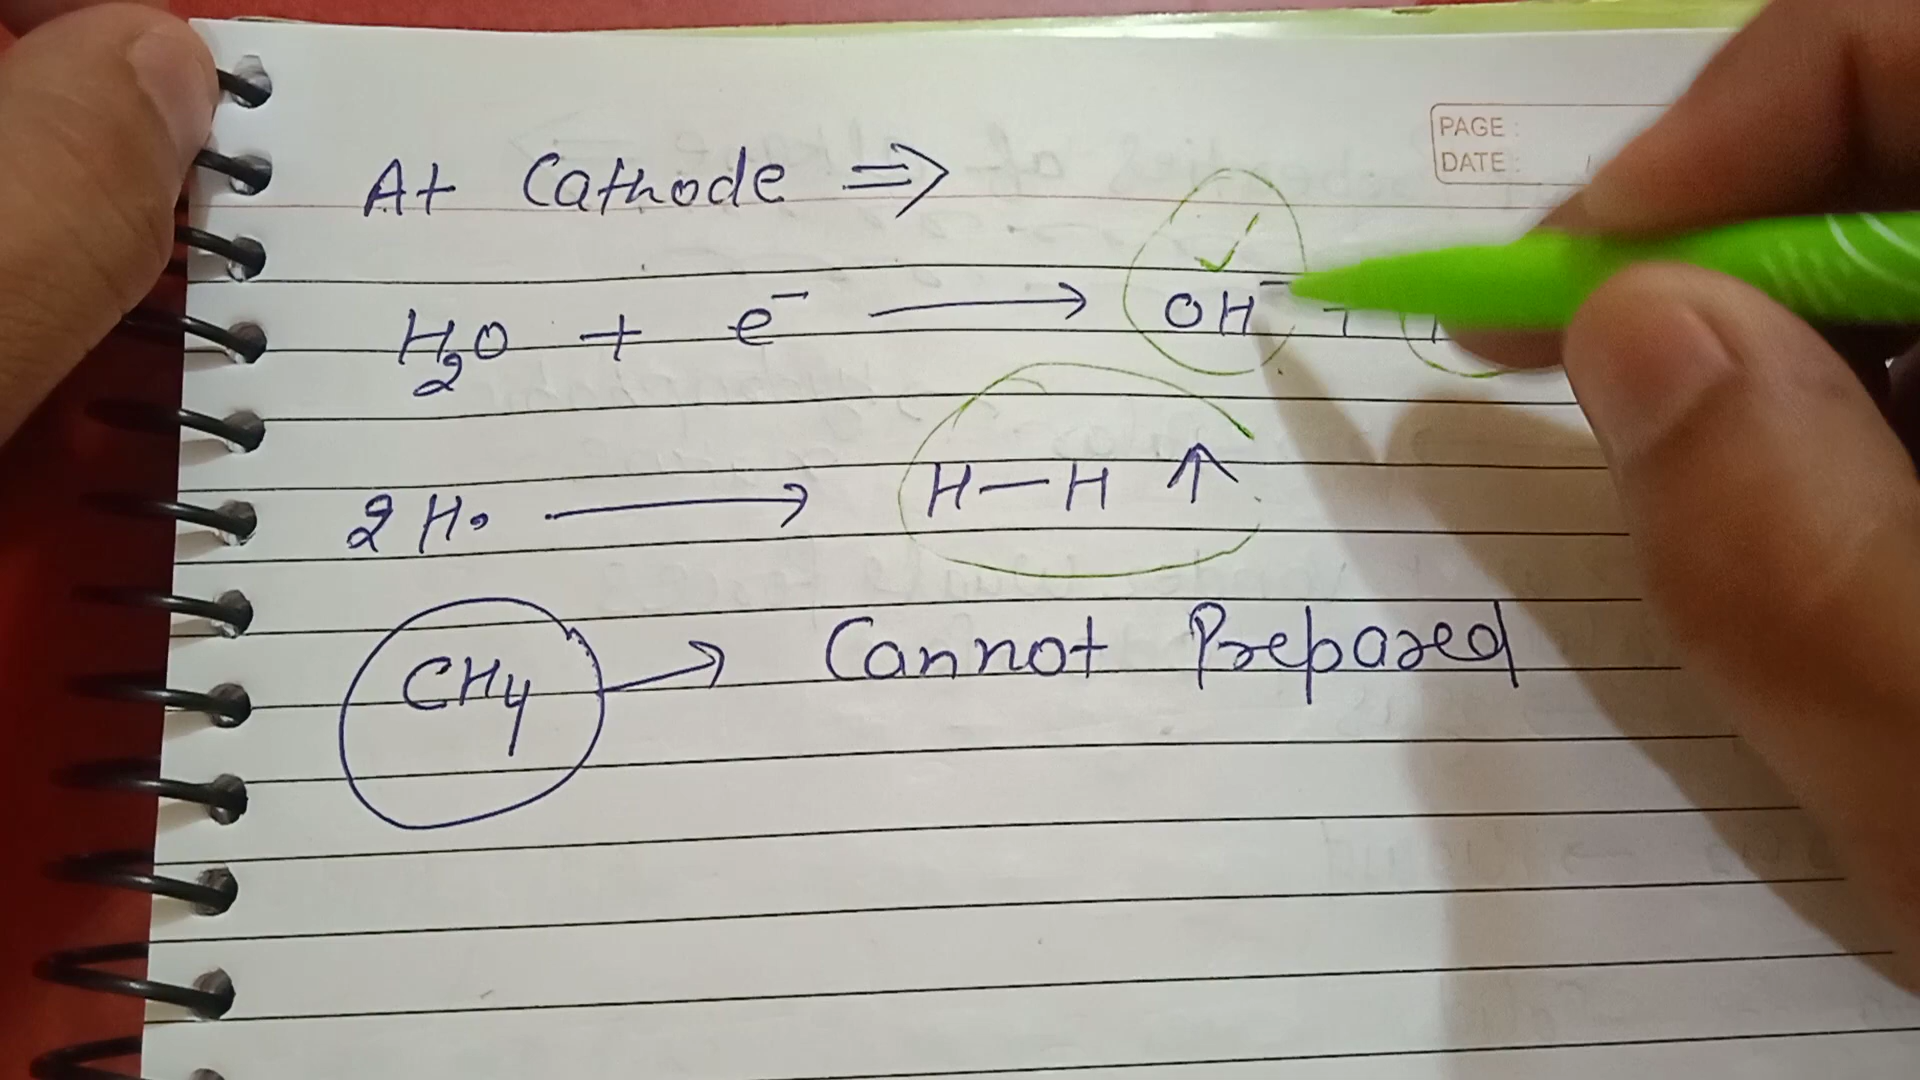 PAGE :
DATE :
At Cathode ⇒
H₂O + e⁻ ⟶ OH⁻ +
2H• ⟶ H—H ↑
CH4 → Cannot Prepared